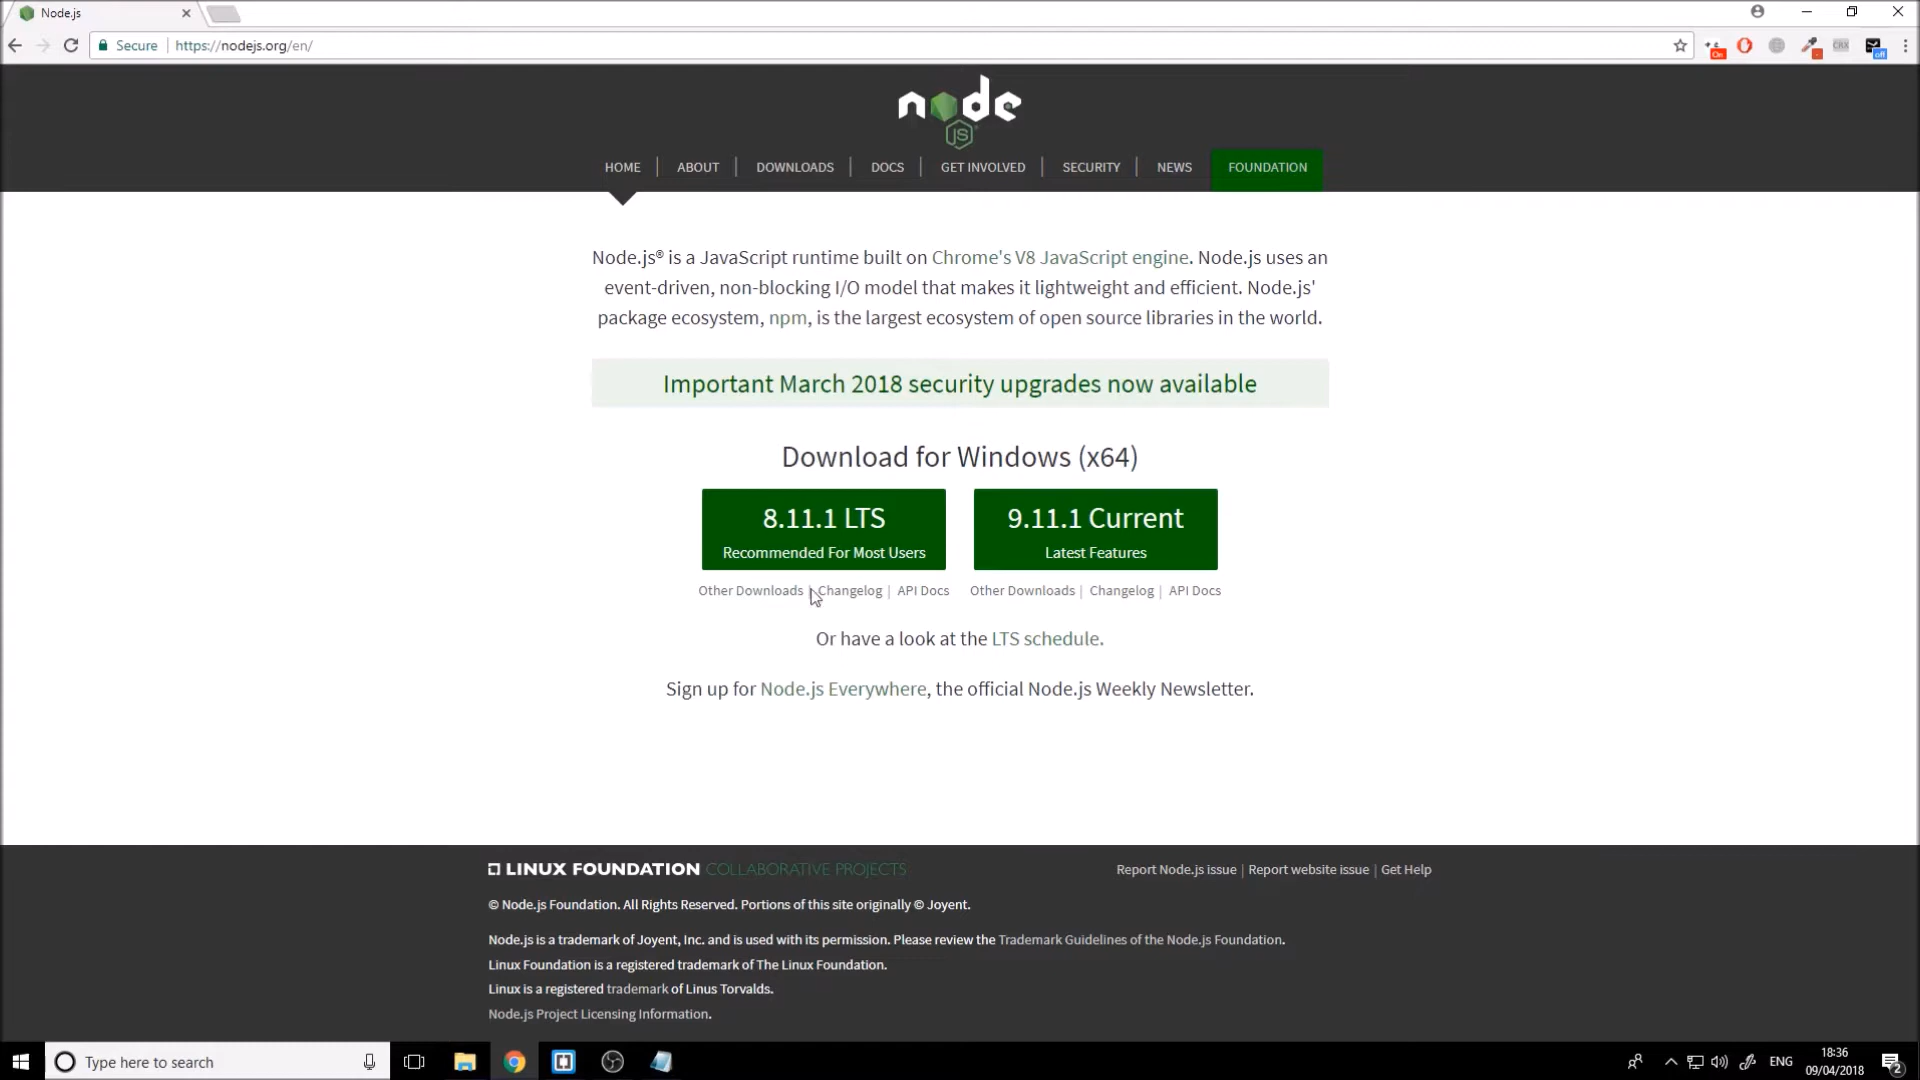 Node.js
Secure https://nodejs.org/en/
On
CRX
off
node
JS
HOME ABOUT DOWNLOADS DOCS GET INVOLVED SECURITY NEWS FOUNDATION
Node.js® is a JavaScript runtime built on Chrome's V8 JavaScript engine. Node.js uses an
event-driven, non-blocking I/O model that makes it lightweight and efficient. Node.js'
package ecosystem, npm, is the largest ecosystem of open source libraries in the world.
Important March 2018 security upgrades now available
Download for Windows (x64)
8.11.1 LTS
Recommended For Most Users
9.11.1 Current
Latest Features
Other Downloads | Changelog | API Docs
Other Downloads | Changelog | API Docs
Or have a look at the LTS schedule.
Sign up for Node.js Everywhere, the official Node.js Weekly Newsletter.
LINUX FOUNDATION COLLABORATIVE PROJECTS
Report Node.js issue | Report website issue | Get Help
© Node.js Foundation. All Rights Reserved. Portions of this site originally © Joyent.
Node.js is a trademark of Joyent, Inc. and is used with its permission. Please review the Trademark Guidelines of the Node.js Foundation.
Linux Foundation is a registered trademark of The Linux Foundation.
Linux is a registered trademark of Linus Torvalds.
Node.js Project Licensing Information.
Type here to search
ENG
18:36
09/04/2018
2